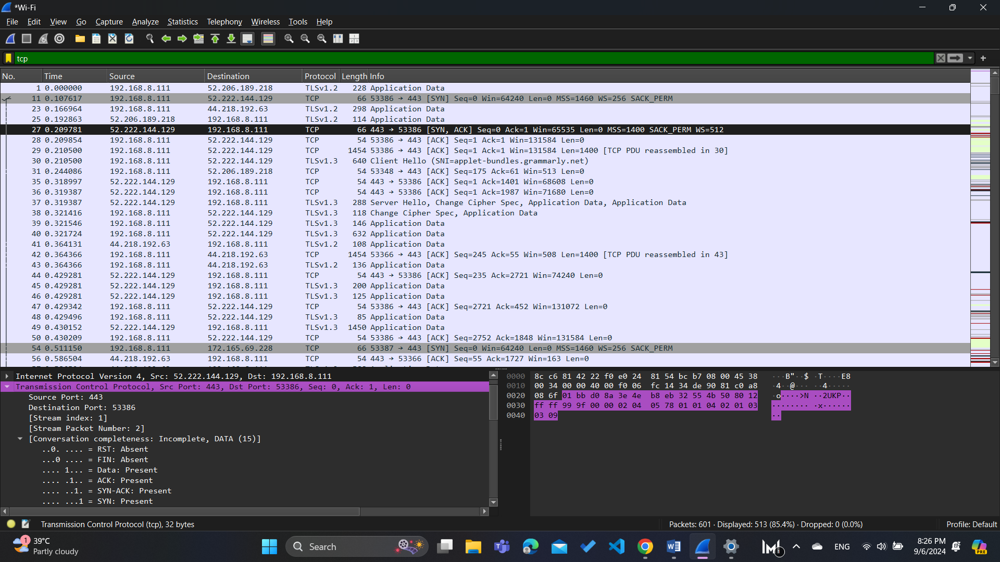 *Wi-Fi
File Edit View Go Capture Analyze Statistics Telephony Wireless Tools Help
tcp
No. Time Source Destination Protocol Length Info
1 0.000000 192.168.8.111 52.206.189.218 TLSv1.2 228 Application Data
11 0.107617 192.168.8.111 52.222.144.129 TCP 66 53386 → 443 [SYN] Seq=0 Win=64240 Len=0 MSS=1460 WS=256 SACK_PERM
23 0.166964 192.168.8.111 44.218.192.63 TLSv1.2 298 Application Data
25 0.192863 52.206.189.218 192.168.8.111 TLSv1.2 114 Application Data
27 0.209781 52.222.144.129 192.168.8.111 TCP 66 443 → 53386 [SYN, ACK] Seq=0 Ack=1 Win=65535 Len=0 MSS=1400 SACK_PERM WS=512
28 0.209854 192.168.8.111 52.222.144.129 TCP 54 53386 → 443 [ACK] Seq=1 Ack=1 Win=131584 Len=0
29 0.210500 192.168.8.111 52.222.144.129 TCP 1454 53386 → 443 [ACK] Seq=1 Ack=1 Win=131584 Len=1400 [TCP PDU reassembled in 30]
30 0.210500 192.168.8.111 52.222.144.129 TLSv1.3 640 Client Hello (SNI=applet-bundles.grammarly.net)
31 0.244086 192.168.8.111 52.206.189.218 TCP 54 53348 → 443 [ACK] Seq=175 Ack=61 Win=513 Len=0
35 0.318997 52.222.144.129 192.168.8.111 TCP 54 443 → 53386 [ACK] Seq=1 Ack=1401 Win=68608 Len=0
36 0.319387 52.222.144.129 192.168.8.111 TCP 54 443 → 53386 [ACK] Seq=1 Ack=1987 Win=71680 Len=0
37 0.319387 52.222.144.129 192.168.8.111 TLSv1.3 288 Server Hello, Change Cipher Spec, Application Data, Application Data
38 0.321416 192.168.8.111 52.222.144.129 TLSv1.3 118 Change Cipher Spec, Application Data
39 0.321546 192.168.8.111 52.222.144.129 TLSv1.3 146 Application Data
40 0.321724 192.168.8.111 52.222.144.129 TLSv1.3 632 Application Data
41 0.364131 44.218.192.63 192.168.8.111 TLSv1.2 108 Application Data
42 0.364366 192.168.8.111 44.218.192.63 TCP 1454 53366 → 443 [ACK] Seq=245 Ack=55 Win=508 Len=1400 [TCP PDU reassembled in 43]
43 0.364366 192.168.8.111 44.218.192.63 TLSv1.2 136 Application Data
44 0.429281 52.222.144.129 192.168.8.111 TCP 54 443 → 53386 [ACK] Seq=235 Ack=2721 Win=74240 Len=0
45 0.429281 52.222.144.129 192.168.8.111 TLSv1.3 200 Application Data
46 0.429281 52.222.144.129 192.168.8.111 TLSv1.3 125 Application Data
47 0.429342 192.168.8.111 52.222.144.129 TCP 54 53386 → 443 [ACK] Seq=2721 Ack=452 Win=131072 Len=0
48 0.429496 192.168.8.111 52.222.144.129 TLSv1.3 85 Application Data
49 0.430152 52.222.144.129 192.168.8.111 TLSv1.3 1450 Application Data
50 0.430209 192.168.8.111 52.222.144.129 TCP 54 53386 → 443 [ACK] Seq=2752 Ack=1848 Win=131584 Len=0
54 0.511150 192.168.8.111 172.165.69.228 TCP 66 53387 → 443 [SYN] Seq=0 Win=64240 Len=0 MSS=1460 WS=256 SACK_PERM
56 0.586504 44.218.192.63 192.168.8.111 TCP 54 443 → 53366 [ACK] Seq=55 Ack=1727 Win=163 Len=0
Internet Protocol Version 4, Src: 52.222.144.129, Dst: 192.168.8.111
Transmission Control Protocol, Src Port: 443, Dst Port: 53386, Seq: 0, Ack: 1, Len: 0
Source Port: 443
Destination Port: 53386
[Stream index: 1]
[Stream Packet Number: 2]
[Conversation completeness: Incomplete, DATA (15)]
..0. .... = RST: Absent
...0 .... = FIN: Absent
.... 1... = Data: Present
.... .1.. = ACK: Present
.... ..1. = SYN-ACK: Present
.... ...1 = SYN: Present
0000 8c c6 81 42 22 f0 e0 24 81 54 bc b7 08 00 45 38 ···B"··$ ·T····E8
0010 00 34 00 00 40 00 f0 06 fc 14 34 de 90 81 c0 a8 ·4··@··· ··4·····
0020 08 6f 01 bb d0 8a 3e 4e b8 eb 32 55 4b 50 80 12 ·o····>N ··2UKP··
0030 ff ff 99 9f 00 00 02 04 05 78 01 01 04 02 01 03 ········ ·x······
0040 03 09 ··
Transmission Control Protocol (tcp), 32 bytes
Packets: 601 · Displayed: 513 (85.4%) · Dropped: 0 (0.0%)
Profile: Default
1
39°C
Partly cloudy
Search
ENG
8:26 PM
9/6/2024
PRE